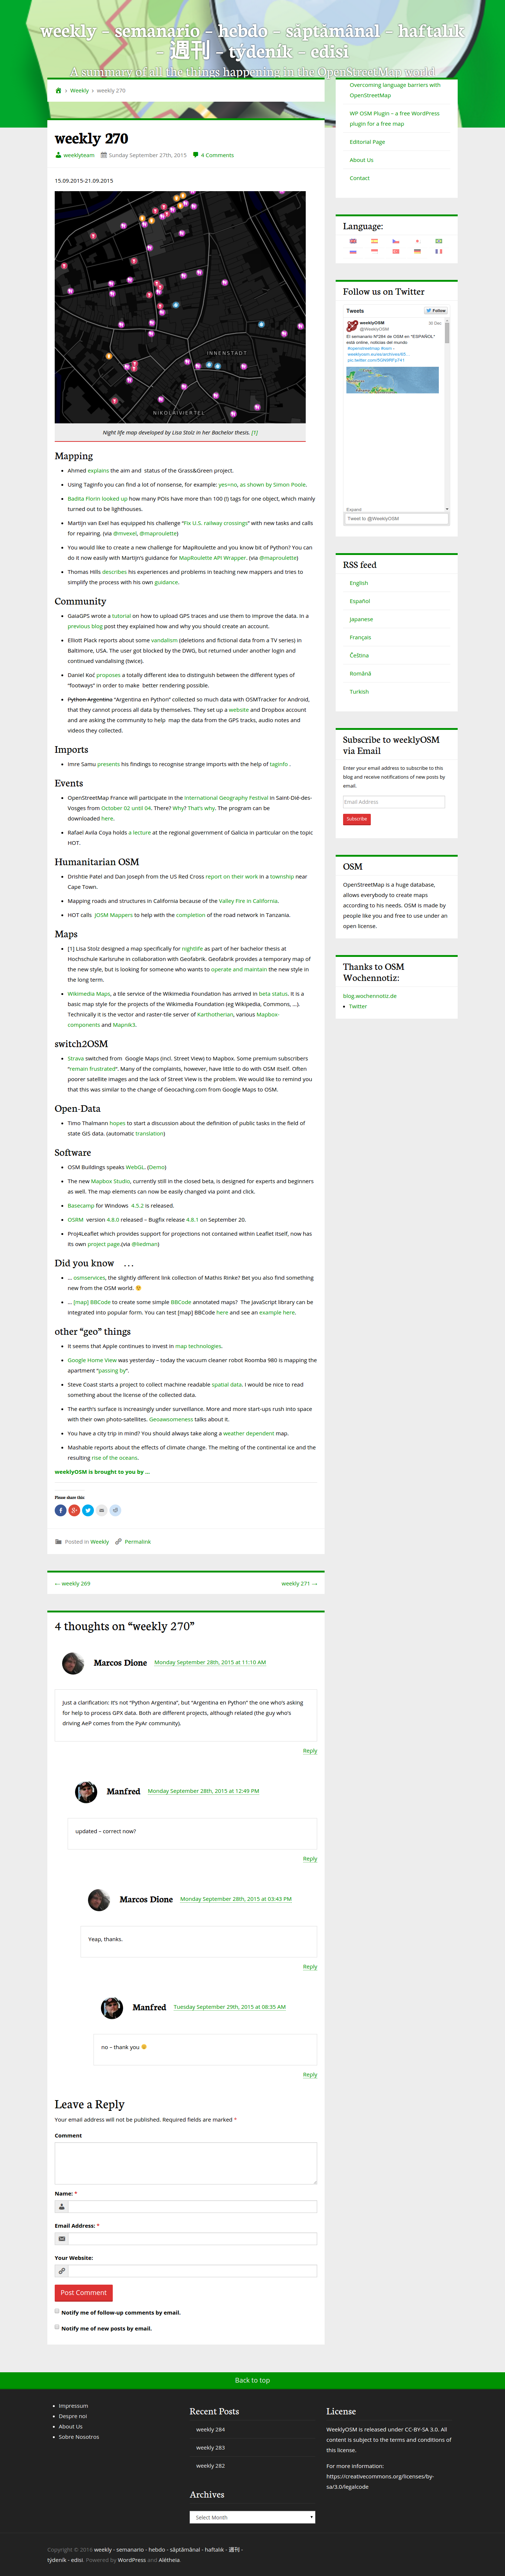 weekly – semanario – hebdo – săptămânal – haftalık
– 週刊 – týdeník – edisi
A summary of all the things happening in the OpenStreetMap world
› Weekly › weekly 270
weekly 270
weeklyteam Sunday September 27th, 2015 4 Comments
15.09.2015-21.09.2015
INNENSTADT
NIKOLAIVIERTEL
Night life map developed by Lisa Stolz in her Bachelor thesis. [1]
Mapping
Ahmed explains the aim and status of the Grass&Green project.
Using TagInfo you can find a lot of nonsense, for example: yes=no, as shown by Simon Poole.
Badita Florin looked up how many POIs have more than 100 (!) tags for one object, which mainly
turned out to be lighthouses.
Martijn van Exel has equipped his challenge "Fix U.S. railway crossings" with new tasks and calls
for repairing. (via @mvexel, @maproulette)
You would like to create a new challenge for MapRoulette and you know bit of Python? You can
do it now easily with Martijn's guidance for MapRoulette API Wrapper. (via @maproulette)
Thomas Hills describes his experiences and problems in teaching new mappers and tries to
simplify the process with his own guidance.
Community
GaiaGPS wrote a tutorial on how to upload GPS traces and use them to improve the data. In a
previous blog post they explained how and why you should create an account.
Elliott Plack reports about some vandalism (deletions and fictional data from a TV series) in
Baltimore, USA. The user got blocked by the DWG, but returned under another login and
continued vandalising (twice).
Daniel Koć proposes a totally different idea to distinguish between the different types of
"footways" in order to make better rendering possible.
Python Argentina "Argentina en Python" collected so much data with OSMTracker for Android,
that they cannot process all data by themselves. They set up a website and Dropbox account
and are asking the community to help map the data from the GPS tracks, audio notes and
videos they collected.
Imports
Imre Samu presents his findings to recognise strange imports with the help of taginfo .
Events
OpenStreetMap France will participate in the International Geography Festival in Saint-Dié-des-
Vosges from October 02 until 04. There? Why? That's why. The program can be
downloaded here.
Rafael Avila Coya holds a lecture at the regional government of Galicia in particular on the topic
HOT.
Humanitarian OSM
Drishtie Patel and Dan Joseph from the US Red Cross report on their work in a township near
Cape Town.
Mapping roads and structures in California because of the Valley Fire in California.
HOT calls JOSM Mappers to help with the completion of the road network in Tanzania.
Maps
[1] Lisa Stolz designed a map specifically for nightlife as part of her bachelor thesis at
Hochschule Karlsruhe in collaboration with Geofabrik. Geofabrik provides a temporary map of
the new style, but is looking for someone who wants to operate and maintain the new style in
the long term.
Wikimedia Maps, a tile service of the Wikimedia Foundation has arrived in beta status. It is a
basic map style for the projects of the Wikimedia Foundation (eg Wikipedia, Commons, ...).
Technically it is the vector and raster-tile server of Karthotherian, various Mapbox-
components and Mapnik3.
switch2OSM
Strava switched from Google Maps (incl. Street View) to Mapbox. Some premium subscribers
"remain frustrated". Many of the complaints, however, have little to do with OSM itself. Often
poorer satellite images and the lack of Street View is the problem. We would like to remind you
that this was similar to the change of Geocaching.com from Google Maps to OSM.
Open-Data
Timo Thalmann hopes to start a discussion about the definition of public tasks in the field of
state GIS data. (automatic translation)
Software
OSM Buildings speaks WebGL. (Demo)
The new Mapbox Studio, currently still in the closed beta, is designed for experts and beginners
as well. The map elements can now be easily changed via point and click.
Basecamp for Windows 4.5.2 is released.
OSRM version 4.8.0 released – Bugfix release 4.8.1 on September 20.
Proj4Leaflet which provides support for projections not contained within Leaflet itself, now has
its own project page.(via @liedman)
Did you know …
... osmservices, the slightly different link collection of Mathis Rinke? Bet you also find something
new from the OSM world. 🙂
... [map] BBCode to create some simple BBCode annotated maps? The JavaScript library can be
integrated into popular form. You can test [map] BBCode here and see an example here.
other "geo" things
It seems that Apple continues to invest in map technologies.
Google Home View was yesterday – today the vacuum cleaner robot Roomba 980 is mapping the
apartment "passing by".
Steve Coast starts a project to collect machine readable spatial data. I would be nice to read
something about the license of the collected data.
The earth's surface is increasingly under surveillance. More and more start-ups rush into space
with their own photo-satellites. Geoawsomeness talks about it.
You have a city trip in mind? You should always take along a weather dependent map.
Mashable reports about the effects of climate change. The melting of the continental ice and the
resulting rise of the oceans.
weeklyOSM is brought to you by ...
Please share this:
Posted in Weekly Permalink
← weekly 269 weekly 271 →
4 thoughts on "weekly 270"
Marcos Dione Monday September 28th, 2015 at 11:10 AM
Just a clarification: it's not "Python Argentina", but "Argentina en Python" the one who's asking
for help to process GPX data. Both are different projects, although related (the guy who's
driving AeP comes from the PyAr community).
Reply
Manfred Monday September 28th, 2015 at 12:49 PM
updated – correct now?
Reply
Marcos Dione Monday September 28th, 2015 at 03:43 PM
Yeap, thanks.
Reply
Manfred Tuesday September 29th, 2015 at 08:35 AM
no – thank you 🙂
Reply
Leave a Reply
Your email address will not be published. Required fields are marked *
Comment
Name: *
Email Address: *
Your Website:
Post Comment
Notify me of follow-up comments by email.
Notify me of new posts by email.
Overcoming language barriers with
OpenStreetMap
WP OSM Plugin – a free WordPress
plugin for a free map
Editorial Page
About Us
Contact
Language:
Follow us on Twitter
Tweets Follow
weeklyOSM
@WeeklyOSM
El semanario Nº284 de OSM en "ESPAÑOL"
está online, noticias del mundo
#openstreetmap #osm -
Expand
Tweet to @WeeklyOSM
RSS feed
English
Español
Japanese
Français
Čeština
Română
Turkish
Subscribe to weeklyOSM
via Email
Enter your email address to subscribe to this
blog and receive notifications of new posts by
email.
Email Address
Subscribe
OSM
OpenStreetMap is a huge database,
allows everybody to create maps
according to his needs. OSM is made by
people like you and free to use under an
open license.
Thanks to OSM
Wochennotiz:
blog.wochennotiz.de
Twitter
Back to top
Impressum
Despre noi
About Us
Sobre Nosotros
Recent Posts
weekly 284
weekly 283
weekly 282
Archives
Select Month
License
WeeklyOSM is released under CC-BY-SA 3.0. All
content is subject to the terms and conditions of
this license.
For more information:
https://creativecommons.org/licenses/by-
sa/3.0/legalcode
Copyright © 2016 weekly - semanario - hebdo - săptămânal - haftalık - 週刊 -
týdeník - edisi. Powered by WordPress and Alétheia.